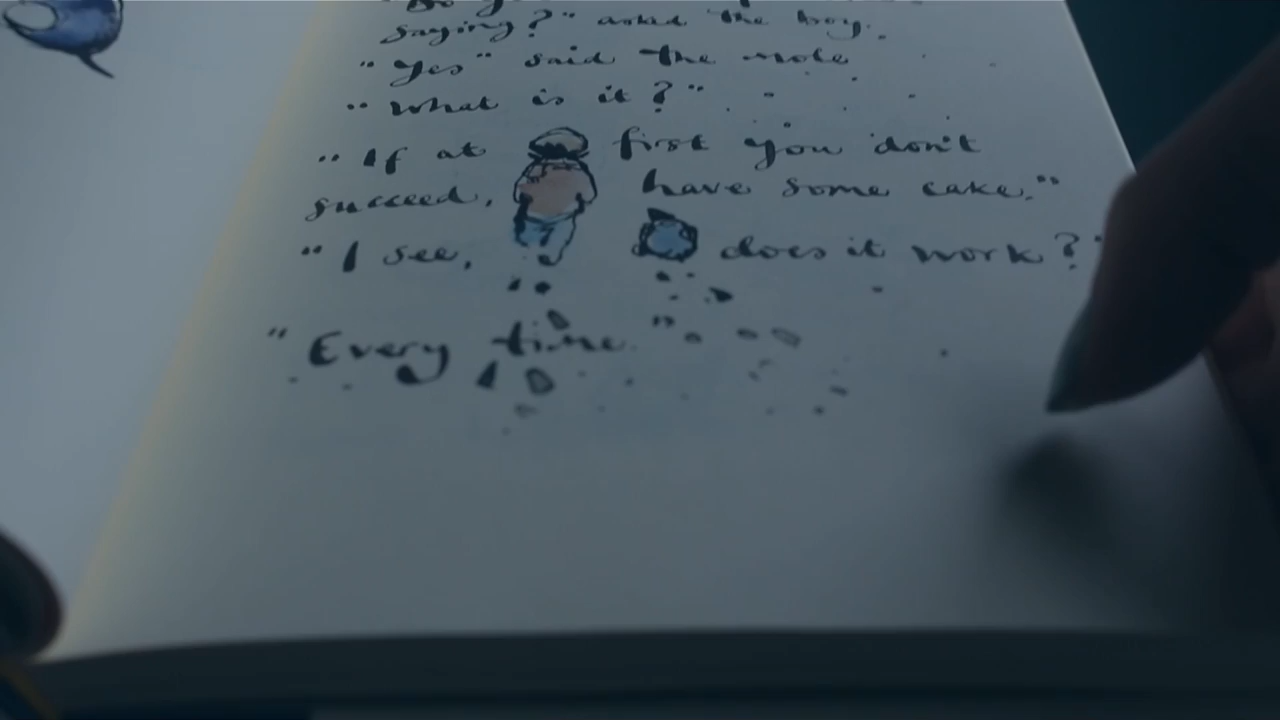 saying?" asked the boy.
"Yes" said the mole
"What is it?"
"If at first you don't
succeed, have some cake."
"I see, does it work?"
"Every time."